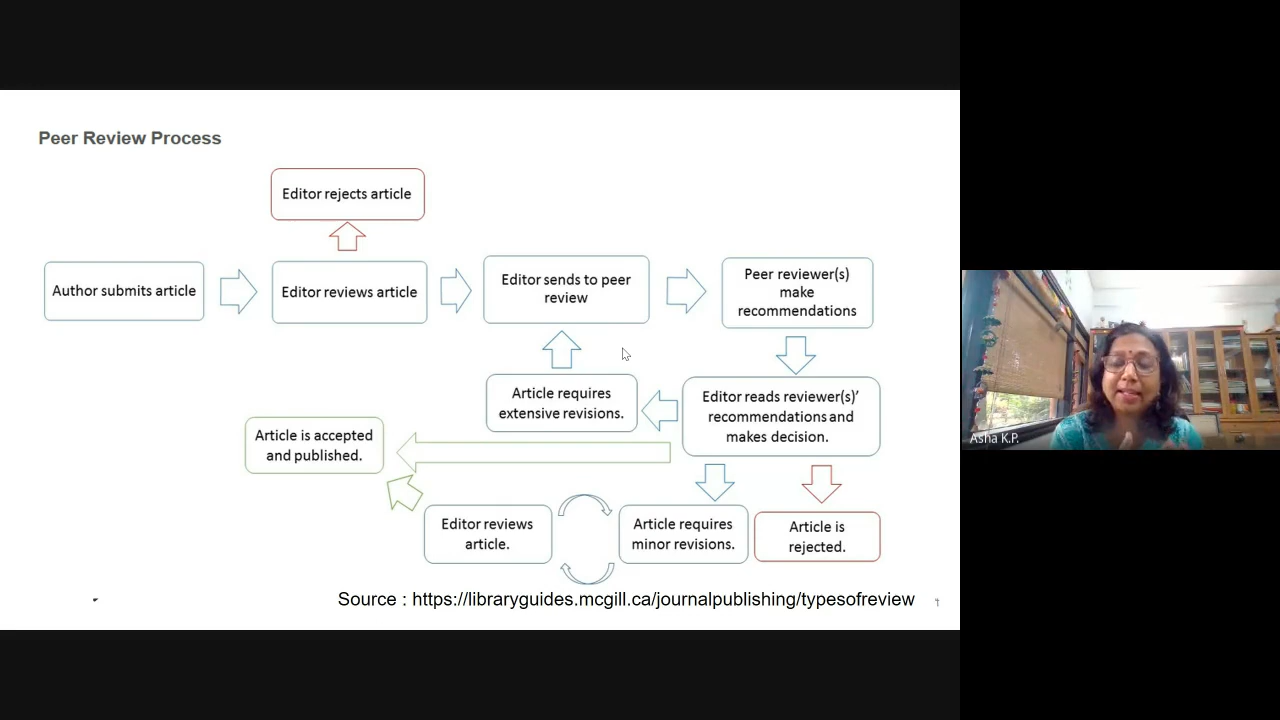 Peer Review Process
Editor rejects article
Author submits article
Editor reviews article
Editor sends to peer
review
Peer reviewer(s)
make
recommendations
Article requires
extensive revisions.
Editor reads reviewer(s)’
recommendations and
makes decision.
Article is accepted
and published.
Editor reviews
article.
Article requires
minor revisions.
Article is
rejected.
Source : https://libraryguides.mcgill.ca/journalpublishing/typesofreview
Asha K.P.